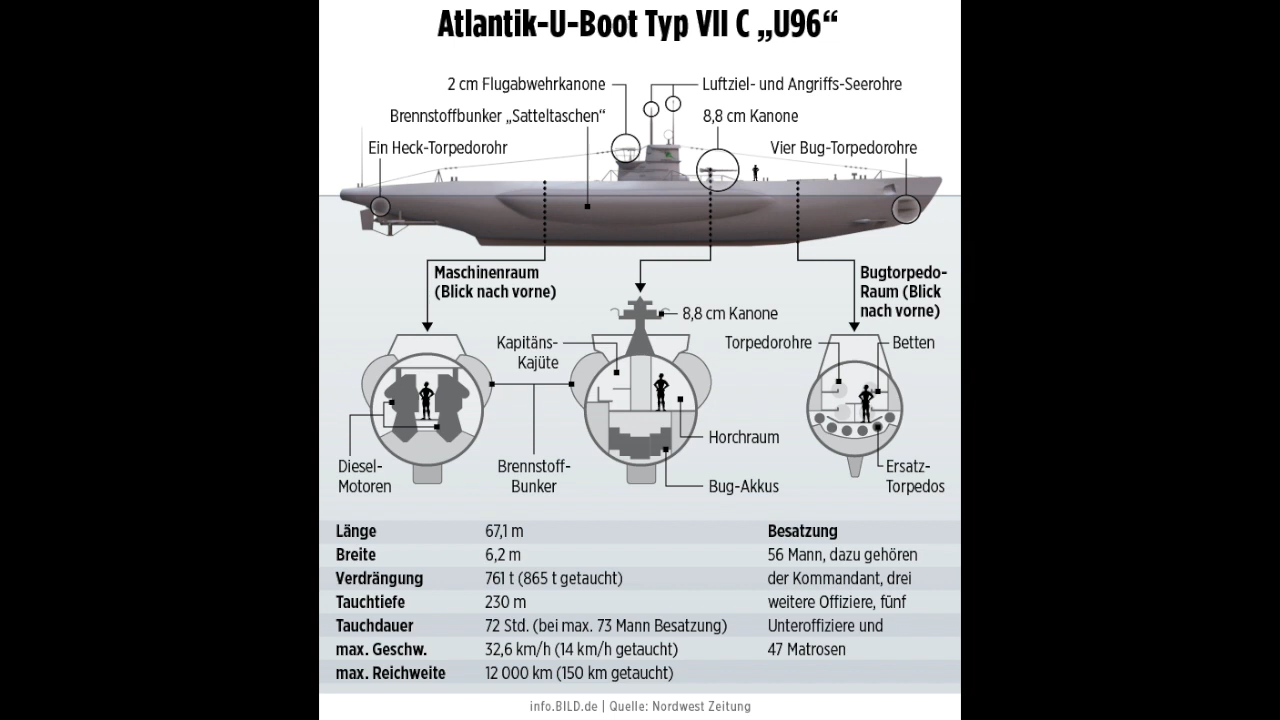 Atlantik-U-Boot Typ VII C „U96“
2 cm Flugabwehrkanone
Luftziel- und Angriffs-Seerohre
Brennstoffbunker „Satteltaschen“
8,8 cm Kanone
Ein Heck-Torpedorohr
Vier Bug-Torpedorohre
Maschinenraum
(Blick nach vorne)
Bugtorpedo-
Raum (Blick
nach vorne)
8,8 cm Kanone
Kapitäns-
Kajüte
Torpedorohre
Betten
Horchraum
Diesel-
Motoren
Brennstoff-
Bunker
Bug-Akkus
Ersatz-
Torpedos
Länge 67,1 m
Breite 6,2 m
Verdrängung 761 t (865 t getaucht)
Tauchtiefe 230 m
Tauchdauer 72 Std. (bei max. 73 Mann Besatzung)
max. Geschw. 32,6 km/h (14 km/h getaucht)
max. Reichweite 12 000 km (150 km getaucht)
Besatzung
56 Mann, dazu gehören
der Kommandant, drei
weitere Offiziere, fünf
Unteroffiziere und
47 Matrosen
info.BILD.de | Quelle: Nordwest Zeitung